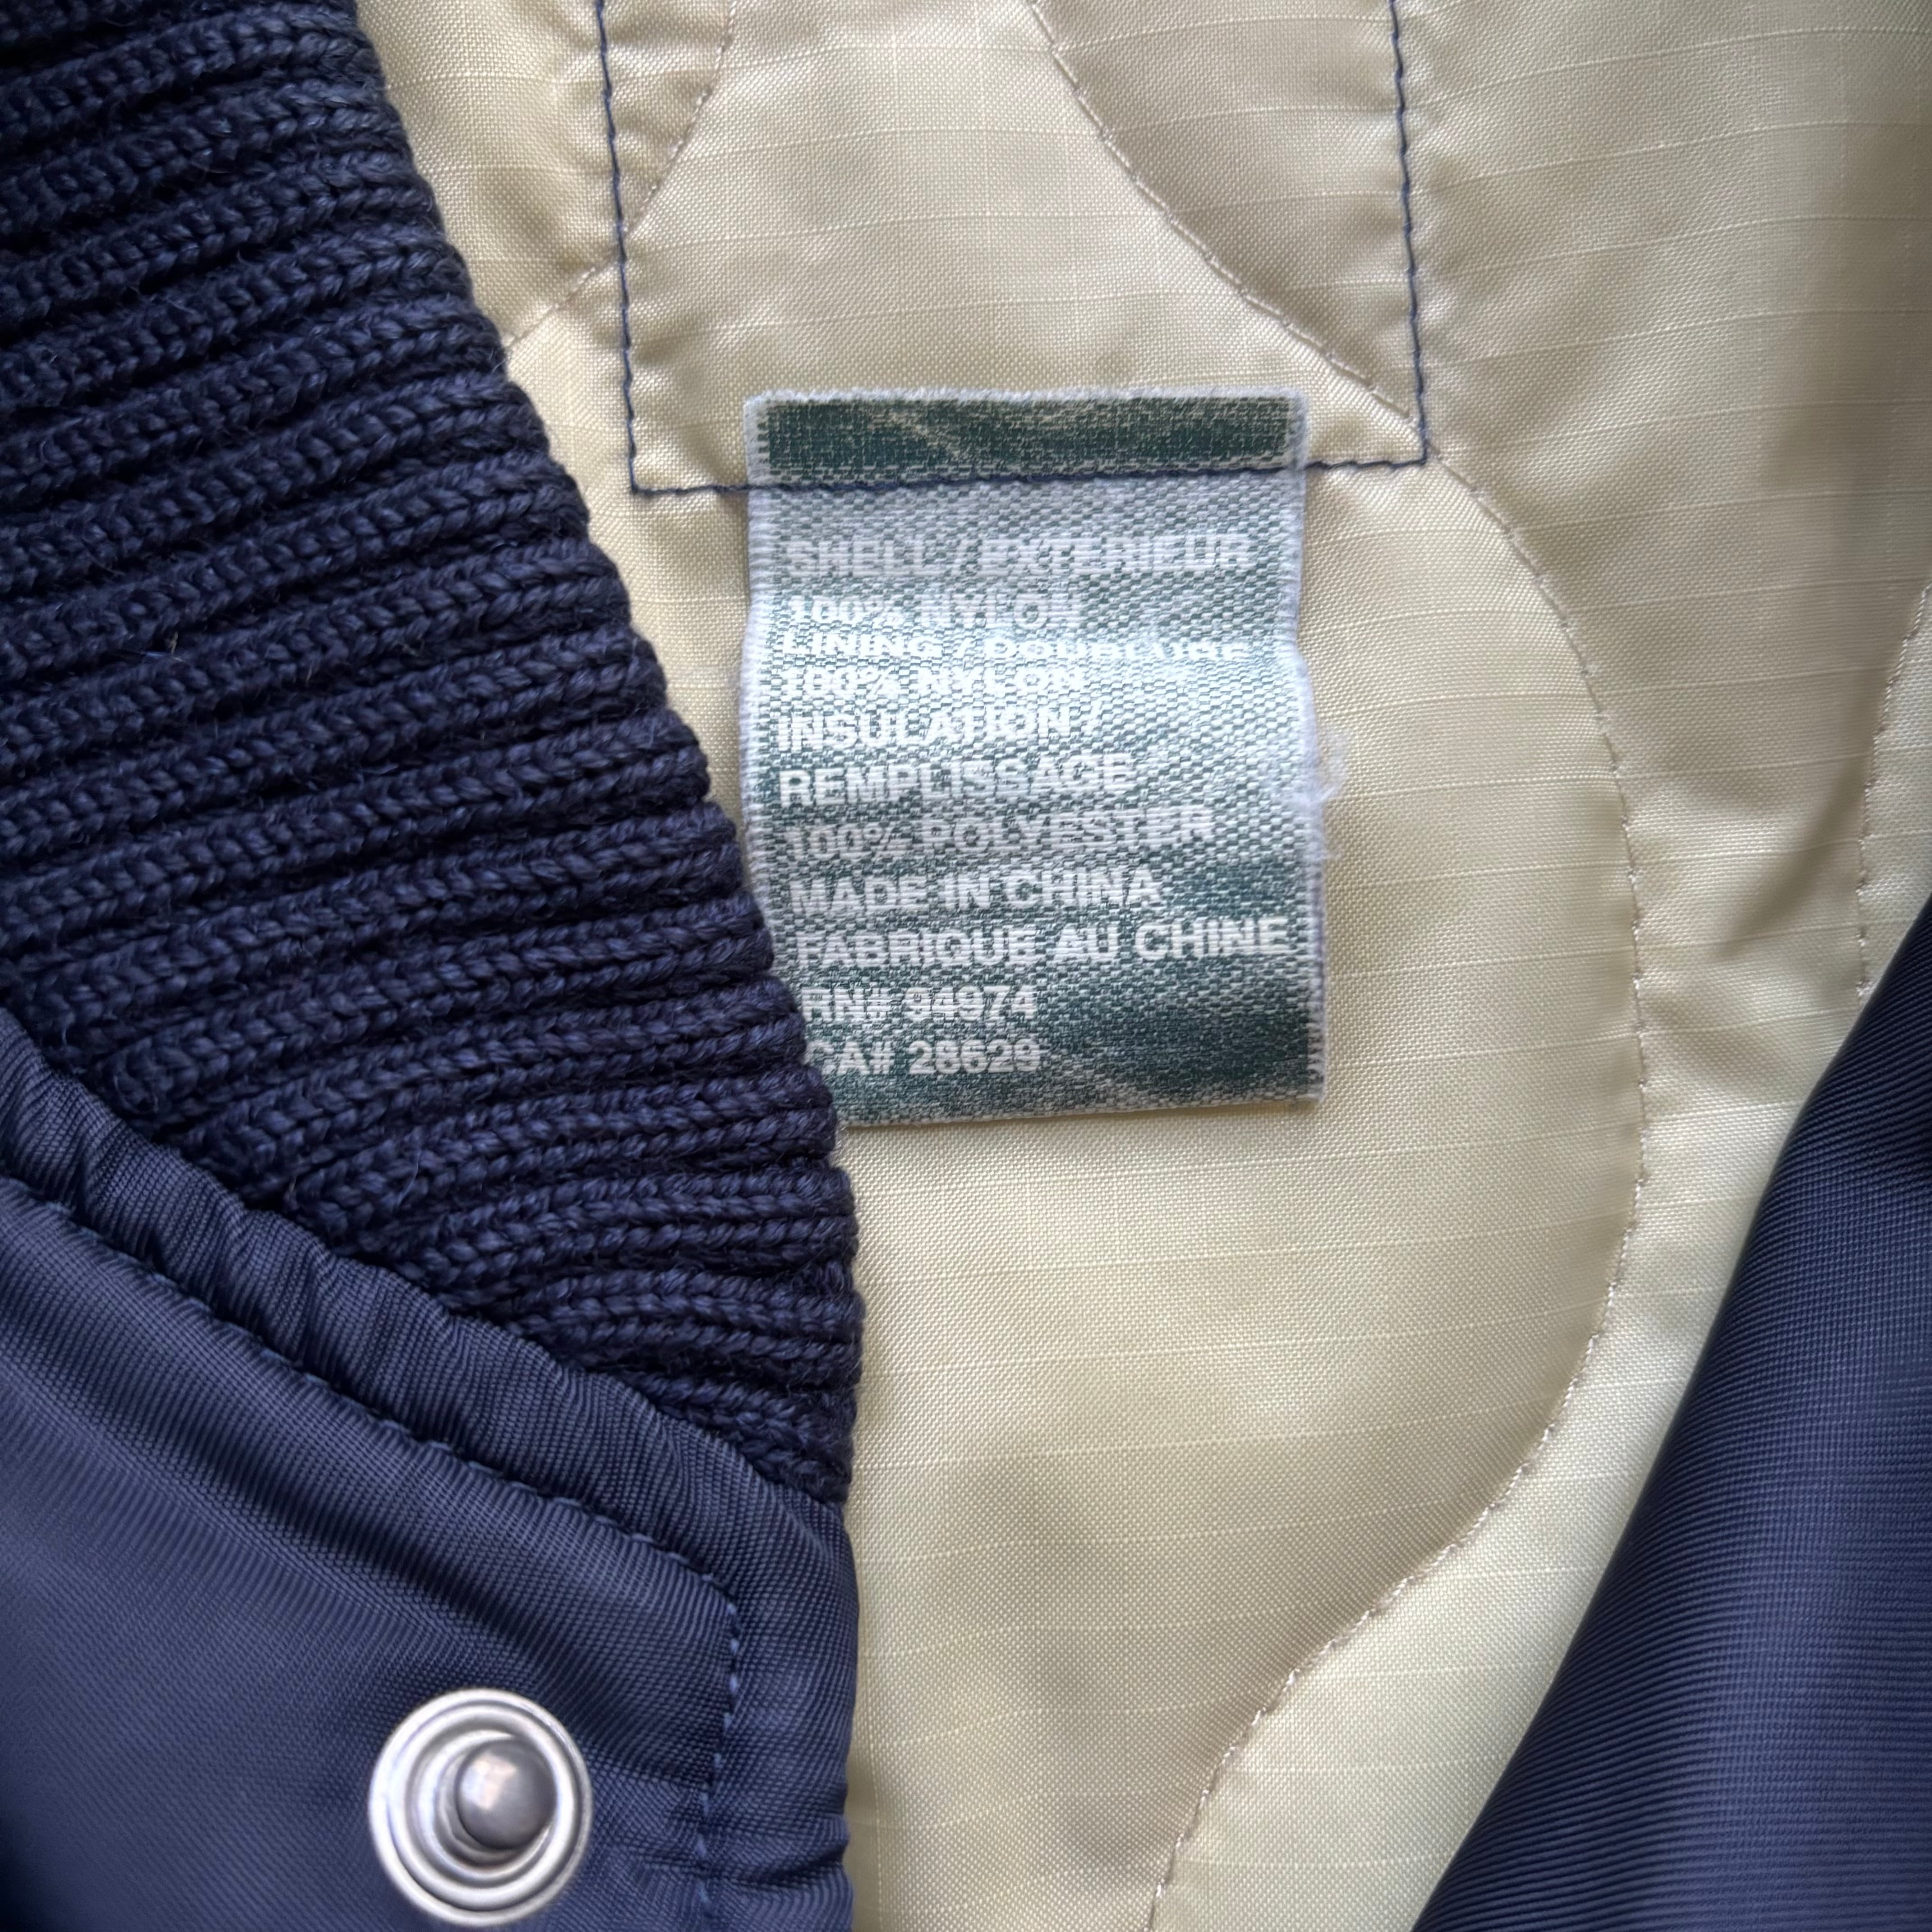 SHELL / EXTERIEUR
100% NYLON
LINING / DOUBLURE
100% NYLON
INSULATION /
REMPLISSAGE
100% POLYESTER
MADE IN CHINA
FABRIQUE AU CHINE
RN# 94974
CA# 28629